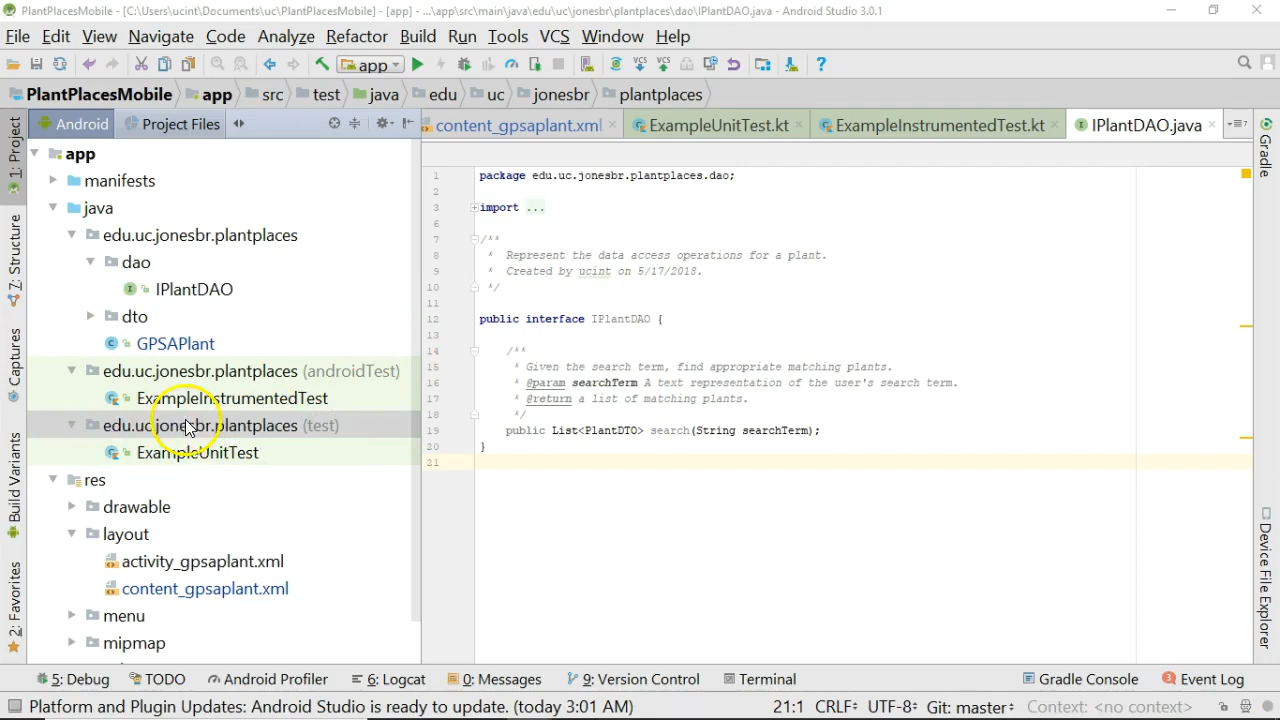 PlantPlacesMobile - [C:\Users\ucint\Documents\uc\PlantPlacesMobile] - [app] - ...\app\src\main\java\edu\uc\jonesbr\plantplaces\dao\IPlantDAO.java - Android Studio 3.0.1
File Edit View Navigate Code Analyze Refactor Build Run Tools VCS Window Help
app
PlantPlacesMobile app src test java edu uc jonesbr plantplaces
Android Project Files content_gpsaplant.xml ExampleUnitTest.kt ExampleInstrumentedTest.kt IPlantDAO.java
1: Project
7: Structure
Captures
Build Variants
2: Favorites
app
manifests
java
edu.uc.jonesbr.plantplaces
dao
IPlantDAO
dto
GPSAPlant
edu.uc.jonesbr.plantplaces (androidTest)
ExampleInstrumentedTest
edu.uc.jonesbr.plantplaces (test)
ExampleUnitTest
res
drawable
layout
activity_gpsaplant.xml
content_gpsaplant.xml
menu
mipmap
1 package edu.uc.jonesbr.plantplaces.dao;
2
3 import ...
6
7 /**
8 * Represent the data access operations for a plant.
9 * Created by ucint on 5/17/2018.
10 */
11
12 public interface IPlantDAO {
13
14 /**
15 * Given the search term, find appropriate matching plants.
16 * @param searchTerm A text representation of the user's search term.
17 * @return a list of matching plants.
18 */
19 public List<PlantDTO> search(String searchTerm);
20 }
21
Gradle
Device File Explorer
5: Debug TODO Android Profiler 6: Logcat 0: Messages 9: Version Control Terminal Gradle Console 3 Event Log
Platform and Plugin Updates: Android Studio is ready to update. (today 3:01 AM) 21:1 CRLF UTF-8 Git: master Context: <no context>